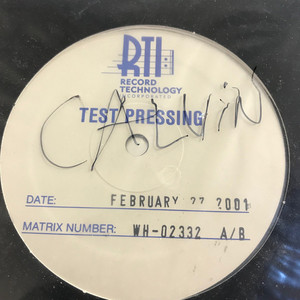 RTI
RECORD
TECHNOLOGY
INCORPORATED
TEST PRESSING
CALVIN
DATE: FEBRUARY 27 2001
MATRIX NUMBER: WH-02332 A/B